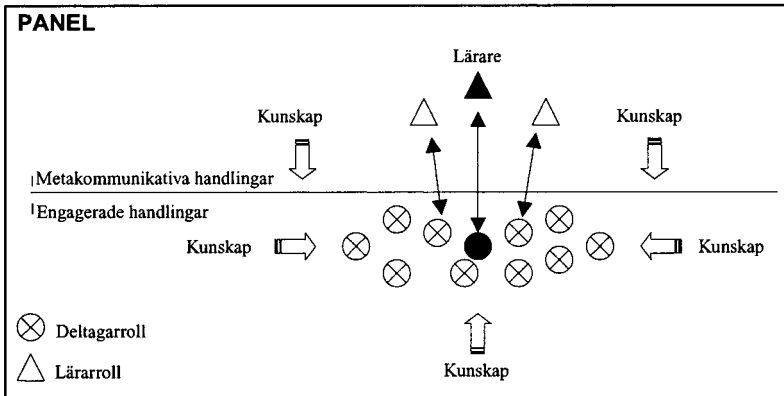 PANEL
Lärare
Kunskap
Kunskap
Metakommunikativa handlingar
Engagerade handlingar
Kunskap
Kunskap
Deltagarroll
Kunskap
Lärarroll